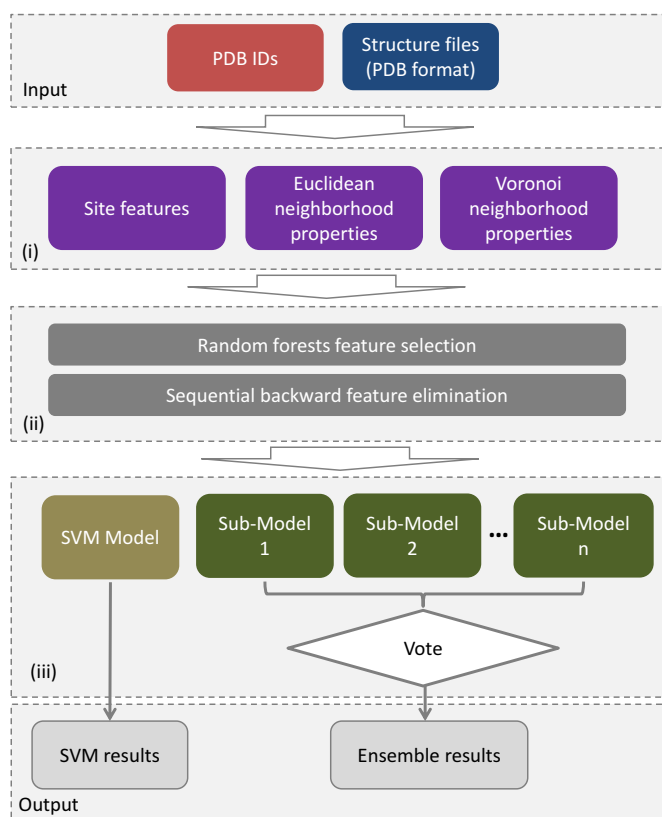 PDB IDs
Structure files
(PDB format)
Input
Site features
Euclidean
neighborhood
properties
Voronoi
neighborhood
properties
(i)
Random forests feature selection
Sequential backward feature elimination
(ii)
SVM Model
Sub-Model
1
Sub-Model
2
...
Sub-Model
n
Vote
(iii)
SVM results
Ensemble results
Output